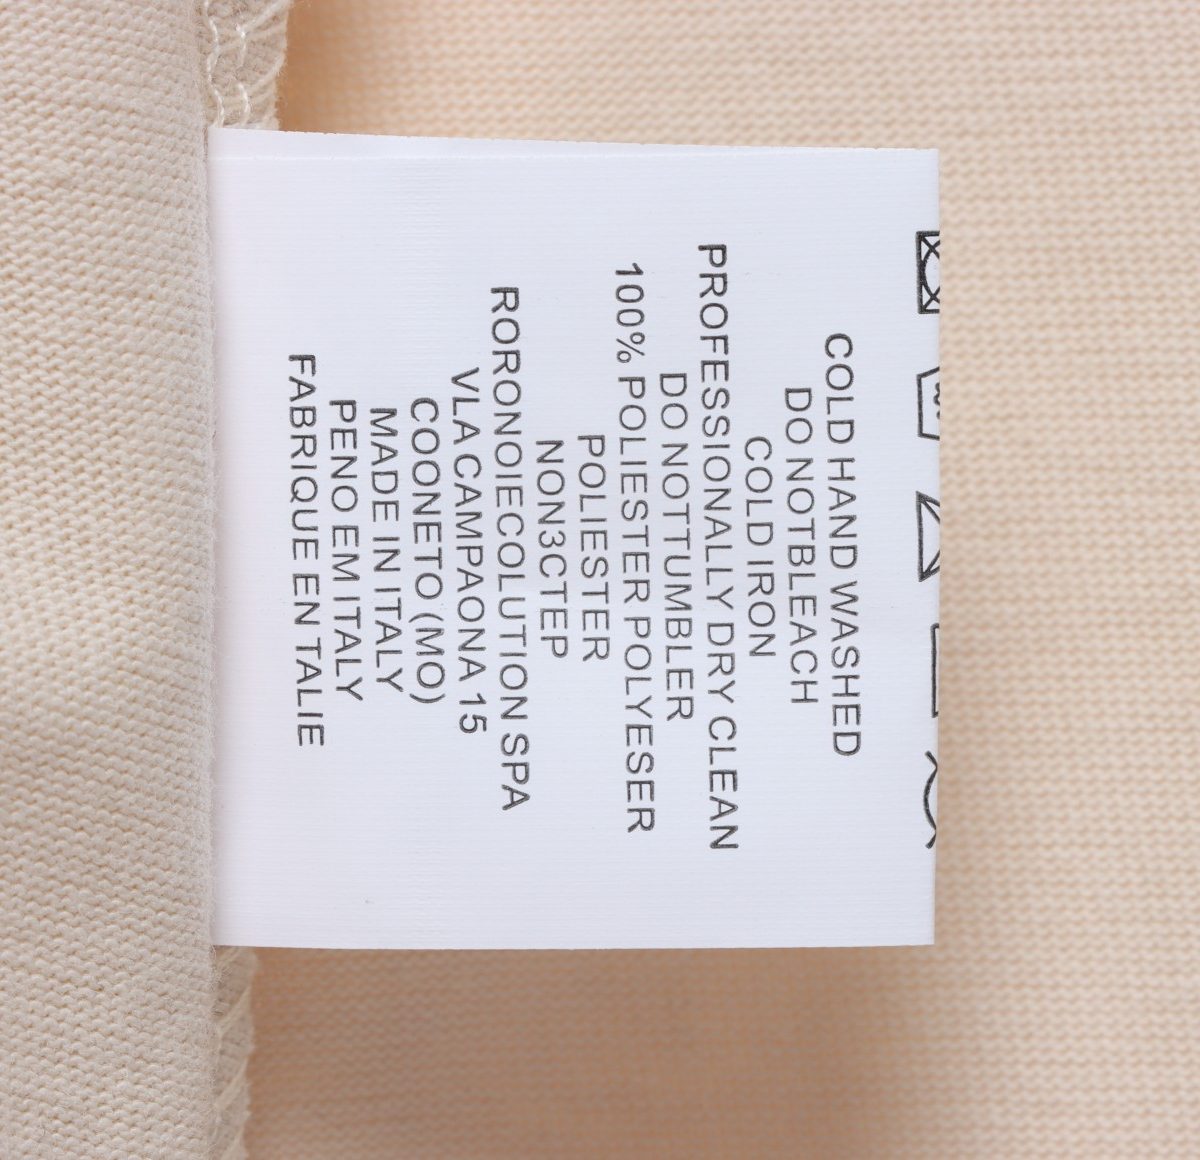 COLD HAND WASHED
DO NOTBLEACH
COLD IRON
PROFESSIONALLY DRY CLEAN
DO NOTTUMBLER
100% POLIESTER POLYESER
POLIESTER
NON3CTEP
RORONOIECOLUTION SPA
VLA CAMPAONA 15
COONETO (MO)
MADE IN ITALY
PENO EM ITALY
FABRIQUE EN TALIE